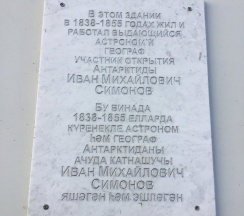 В этом здании
в 1838-1855 годах жил и
работал выдающийся
астроном и
географ
участник открытия
Антарктиды
Иван Михайлович
Симонов
Бу бинада
1838-1855 елларда
күренекле астроном
һәм географ
Антарктиданы
ачуда катнашучы
Иван Михайлович
Симонов
яшәгән һәм эшләгән